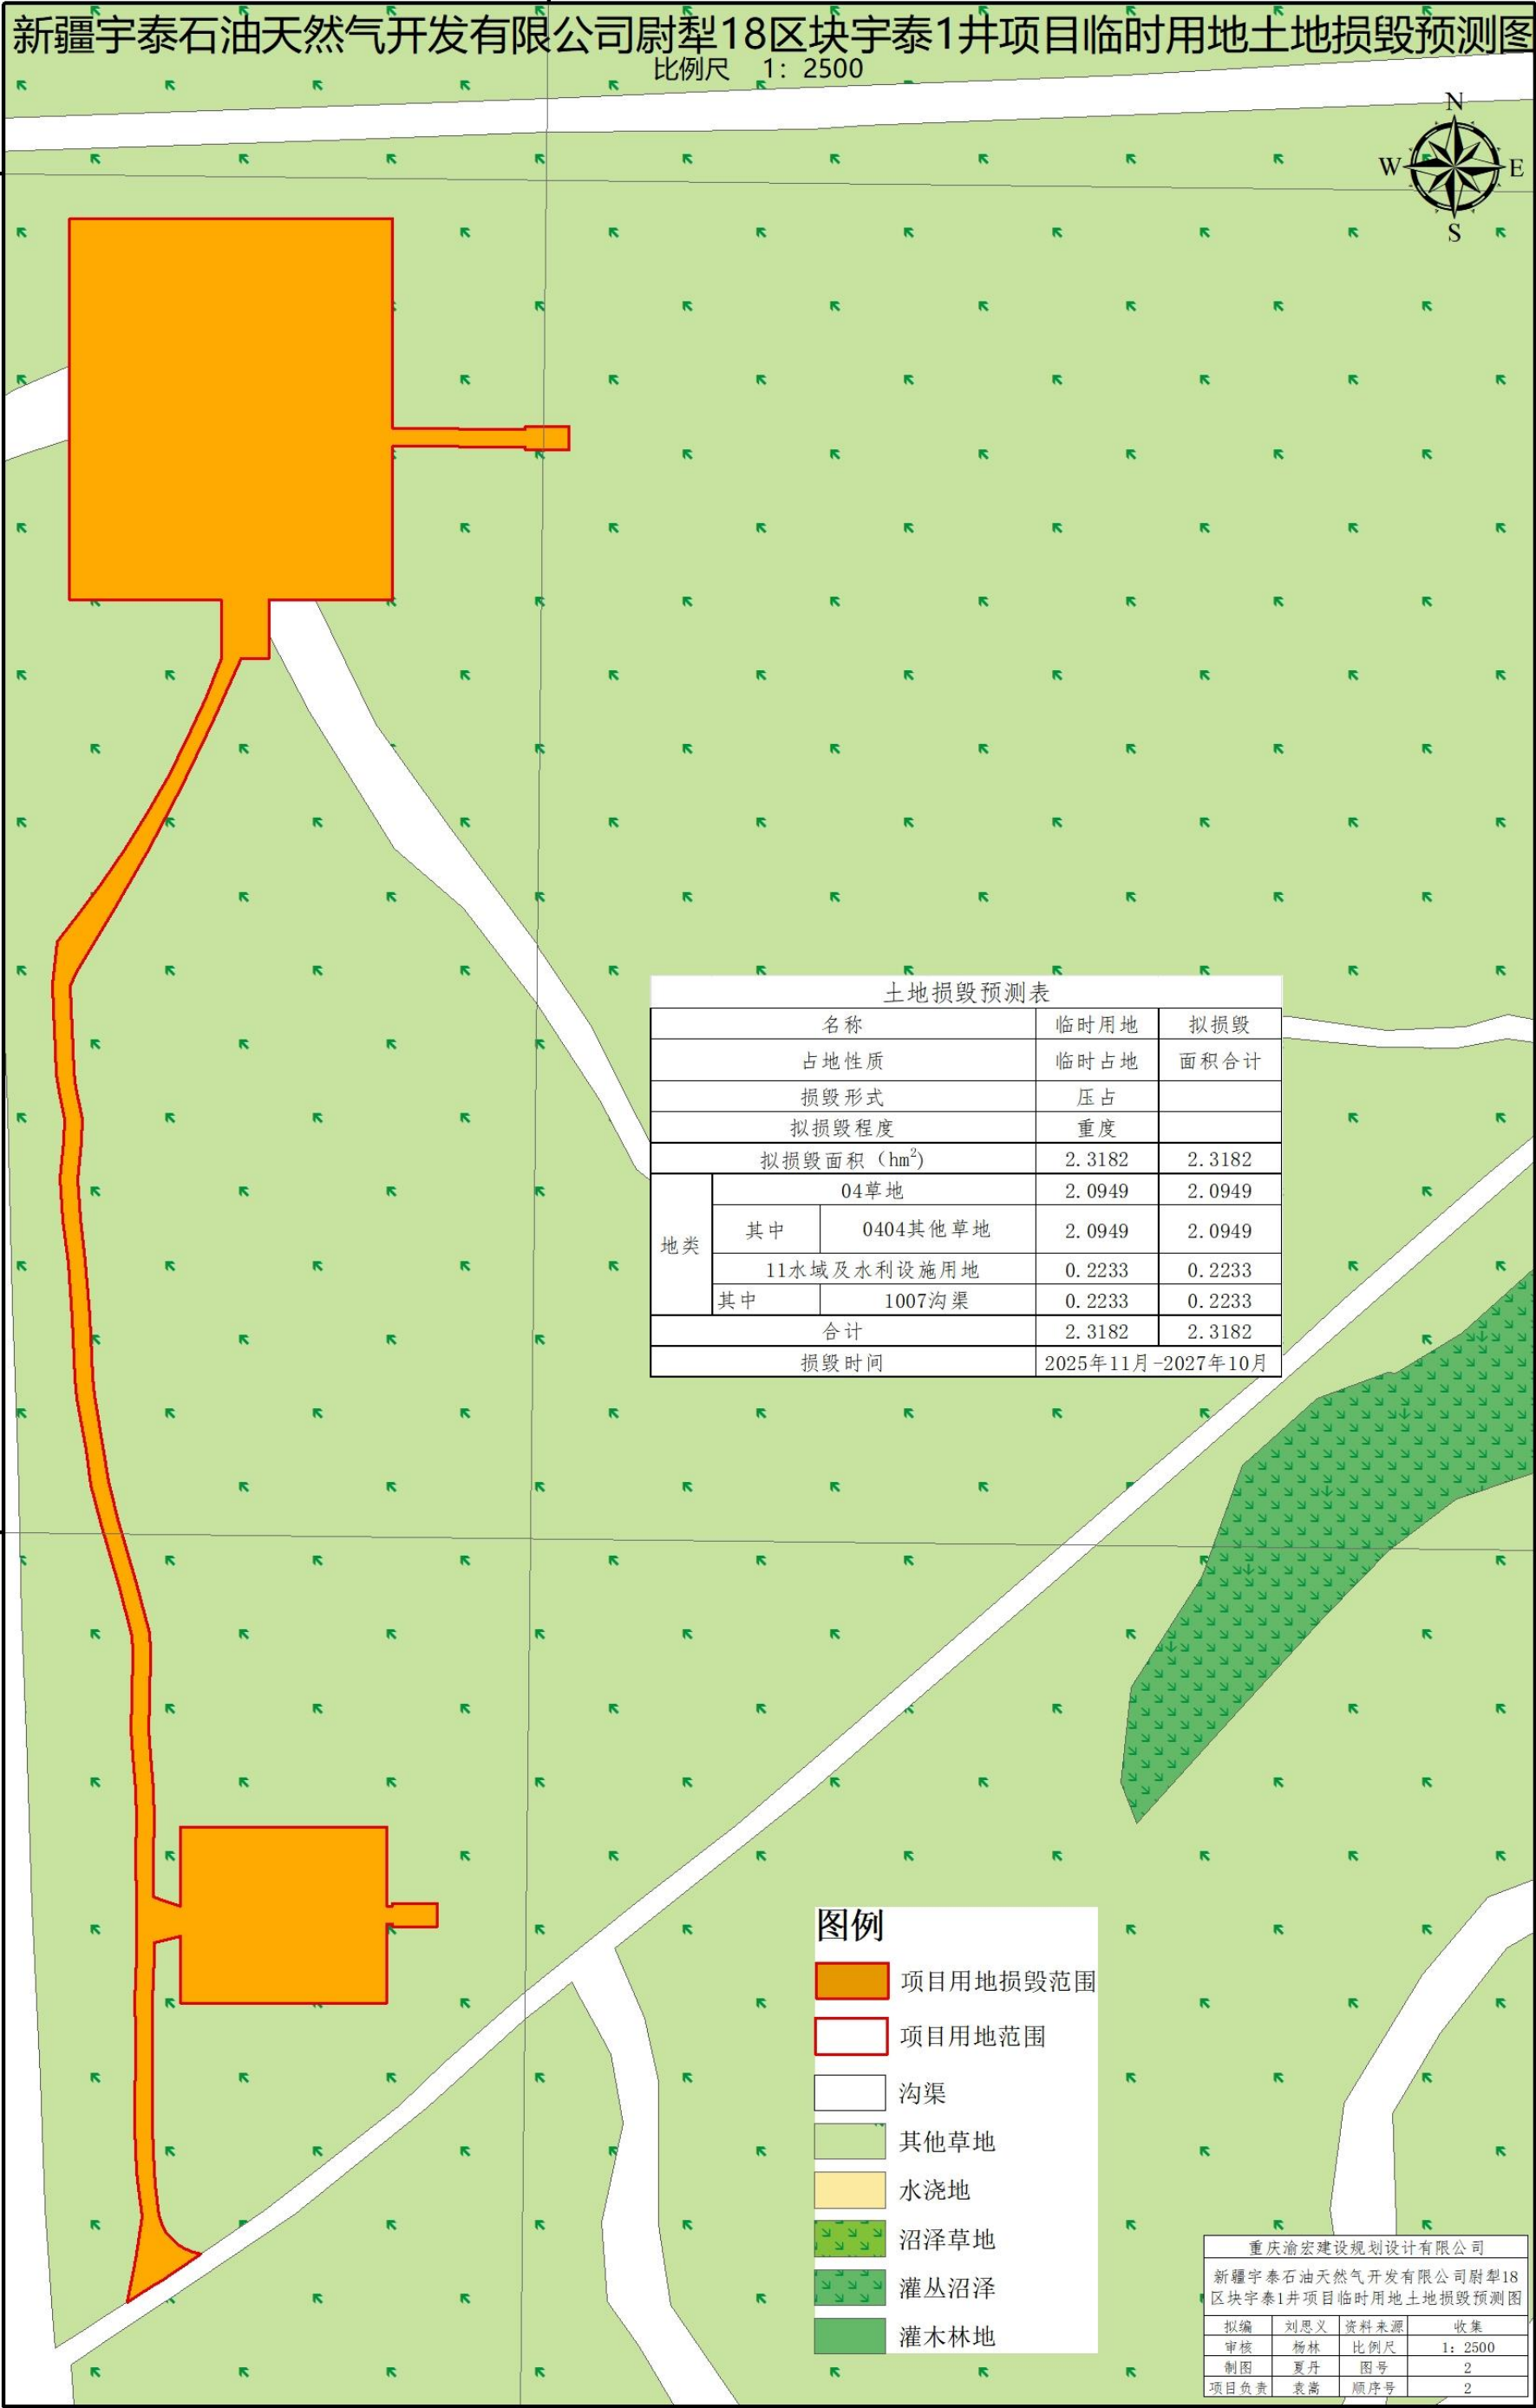 新疆宇泰石油天然气开发有限公司尉犁18区块宇泰1井项目临时用地土地损毁预测图
比例尺 1：2500
N
W E
S
土地损毁预测表
名称 临时用地 拟损毁
占地性质 临时占地 面积合计
损毁形式 压占
拟损毁程度 重度
拟损毁面积（hm²） 2.3182 2.3182
地类 04草地 2.0949 2.0949
其中 0404其他草地 2.0949 2.0949
11水域及水利设施用地 0.2233 0.2233
其中 1007沟渠 0.2233 0.2233
合计 2.3182 2.3182
损毁时间 2025年11月-2027年10月
图例
项目用地损毁范围
项目用地范围
沟渠
其他草地
水浇地
沼泽草地
灌丛沼泽
灌木林地
重庆渝宏建设规划设计有限公司
新疆宇泰石油天然气开发有限公司尉犁18
区块宇泰1井项目临时用地土地损毁预测图
拟编 刘思义 资料来源 收集
审核 杨林 比例尺 1：2500
制图 夏丹 图号 2
项目负责 袁嵩 顺序号 2